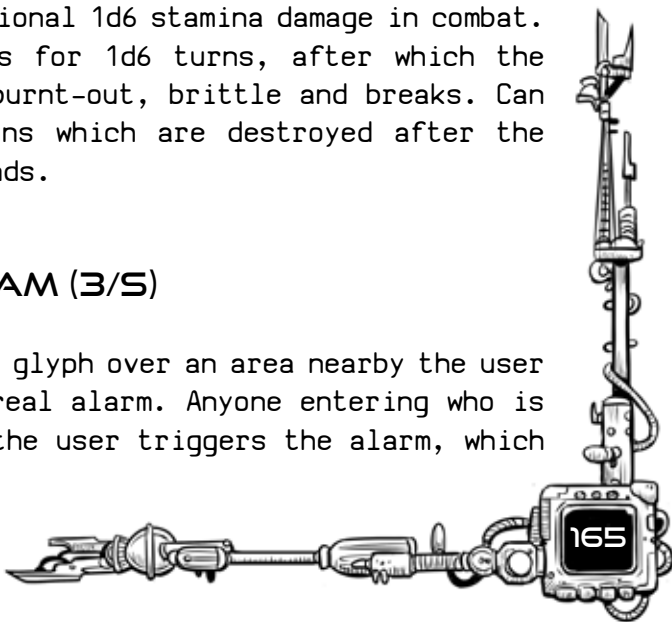 ional 1d6 stamina damage in combat.
s for 1d6 turns, after which the
burnt-out, brittle and breaks. Can
ns which are destroyed after the
nds.
AM (3/S)
glyph over an area nearby the user
real alarm. Anyone entering who is
the user triggers the alarm, which
165